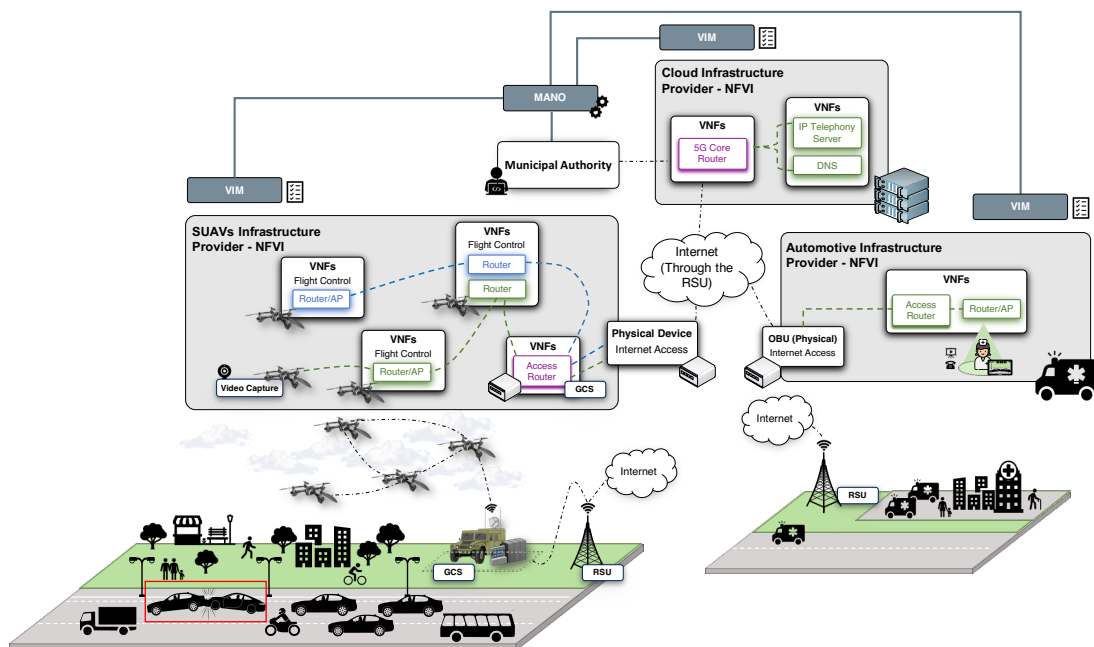 VIM
MANO
Municipal Authority
Cloud Infrastructure
Provider - NFVI
VNFs
5G Core
Router
VNFs
IP Telephony
Server
DNS
VIM
VIM
SUAVs Infrastructure
Provider - NFVI
VNFs
Flight Control
Router/AP
VNFs
Flight Control
Router
Router
VNFs
Flight Control
Router/AP
Video Capture
VNFs
Access
Router
GCS
Physical Device
Internet Access
Internet
(Through the
RSU)
Automotive Infrastructure
Provider - NFVI
VNFs
Access
Router
Router/AP
OBU (Physical)
Internet Access
Internet
GCS
RSU
Internet
RSU